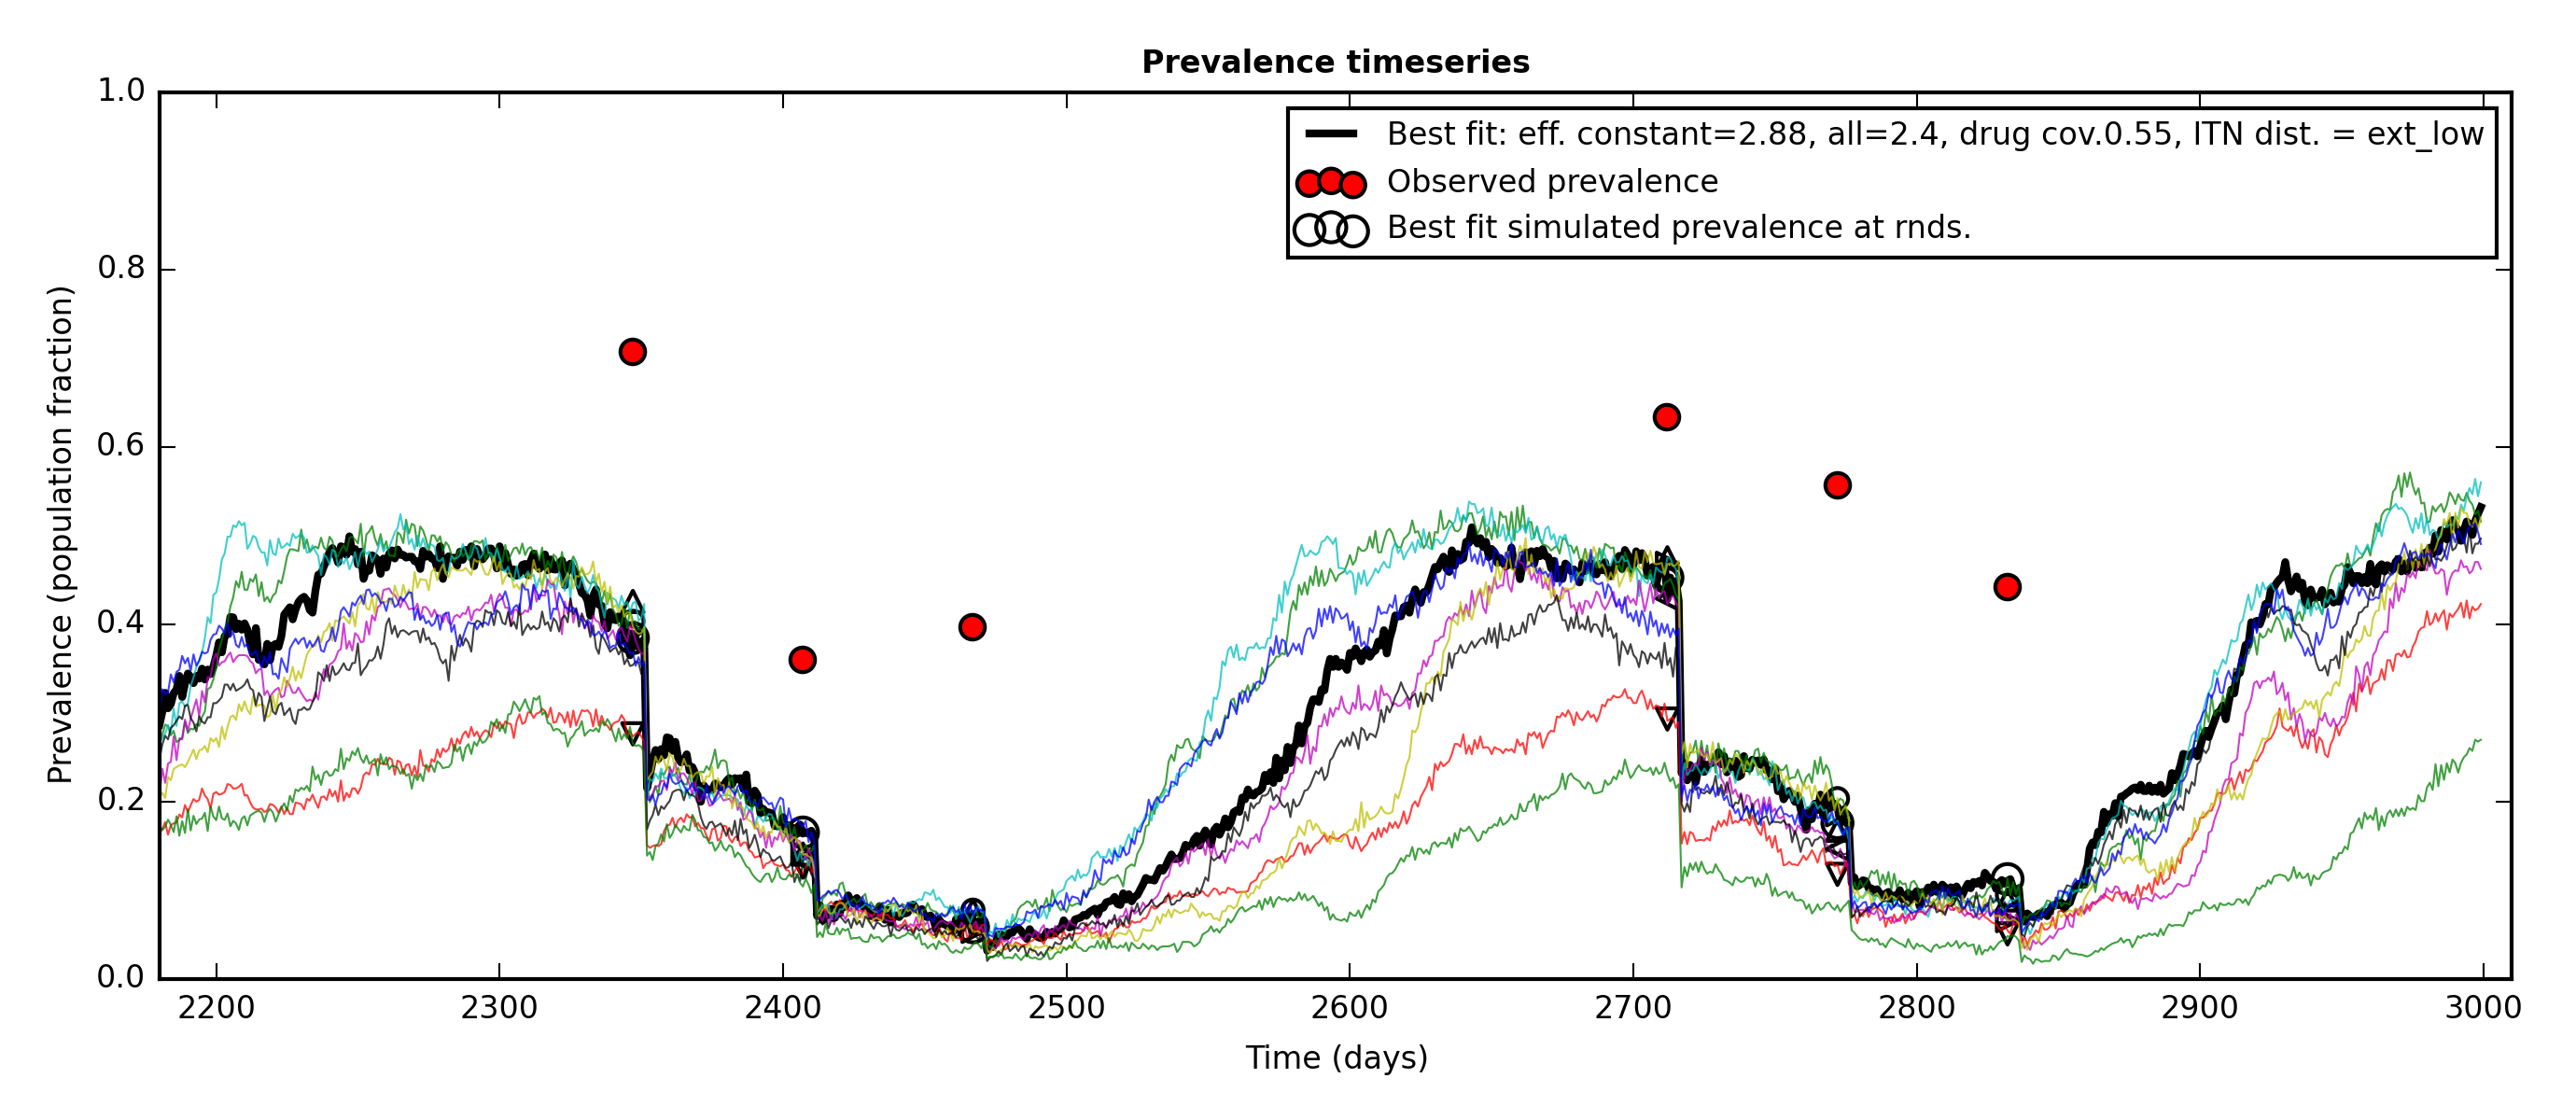 Prevalence timeseries
Best fit: eff. constant=2.88, all=2.4, drug cov.0.55, ITN dist. = ext_low
Observed prevalence
Best fit simulated prevalence at rnds.
Prevalence (population fraction)
1.0
0.8
0.6
0.4
0.2
0.0
2200 2300 2400 2500 2600 2700 2800 2900 3000
Time (days)